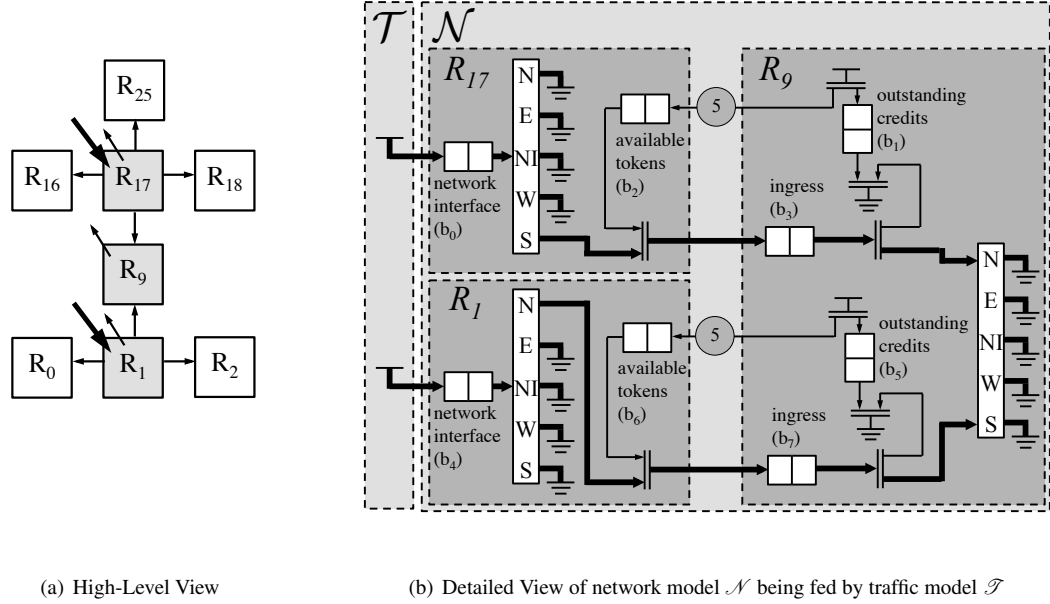 R25
R16
R17
R18
R9
R0
R1
R2
(a) High-Level View
𝒯
𝒩
R17
N
E
NI
W
S
network
interface
(b0)
available
tokens
(b2)
5
R9
outstanding
credits
(b1)
ingress
(b3)
R1
N
E
NI
W
S
network
interface
(b4)
available
tokens
(b6)
5
outstanding
credits
(b5)
ingress
(b7)
N
E
NI
W
S
(b) Detailed View of network model 𝒩 being fed by traffic model 𝒯